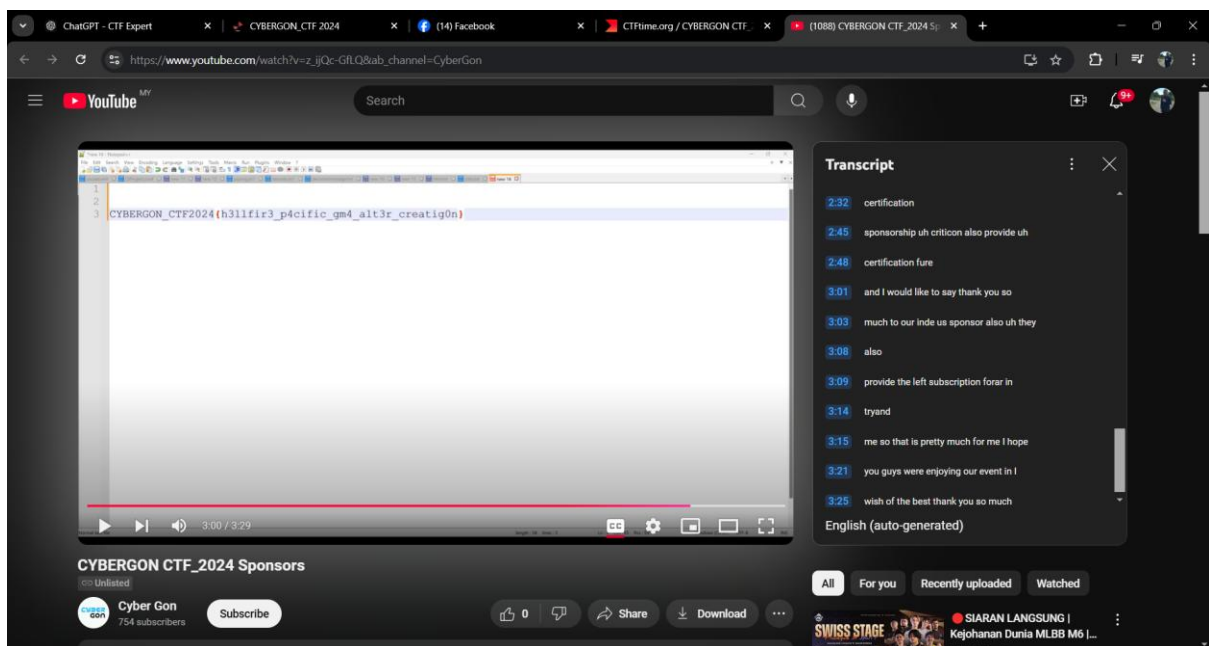 ChatGPT - CTF Expert
CYBERGON_CTF 2024
(14) Facebook
CTFtime.org / CYBERGON CTF_
(1088) CYBERGON CTF_2024 Sp
https://www.youtube.com/watch?v=z_ijQc-GfLQ&ab_channel=CyberGon
YouTube MY
Search
9+
1
2
3 CYBERGON_CTF2024{h3llfir3_p4cific_gm4_alt3r_creatig0n}
3:00 / 3:29
CC
CYBERGON CTF_2024 Sponsors
Unlisted
CYBER GON
Cyber Gon
754 subscribers
Subscribe
0
Share
Download
Transcript
2:32 certification
2:45 sponsorship uh criticon also provide uh
2:48 certification fure
3:01 and I would like to say thank you so
3:03 much to our inde us sponsor also uh they
3:08 also
3:09 provide the left subscription forar in
3:14 tryand
3:15 me so that is pretty much for me I hope
3:21 you guys were enjoying our event in I
3:25 wish of the best thank you so much
English (auto-generated)
All
For you
Recently uploaded
Watched
SWISS STAGE
SIARAN LANGSUNG |
Kejohanan Dunia MLBB M6 |...